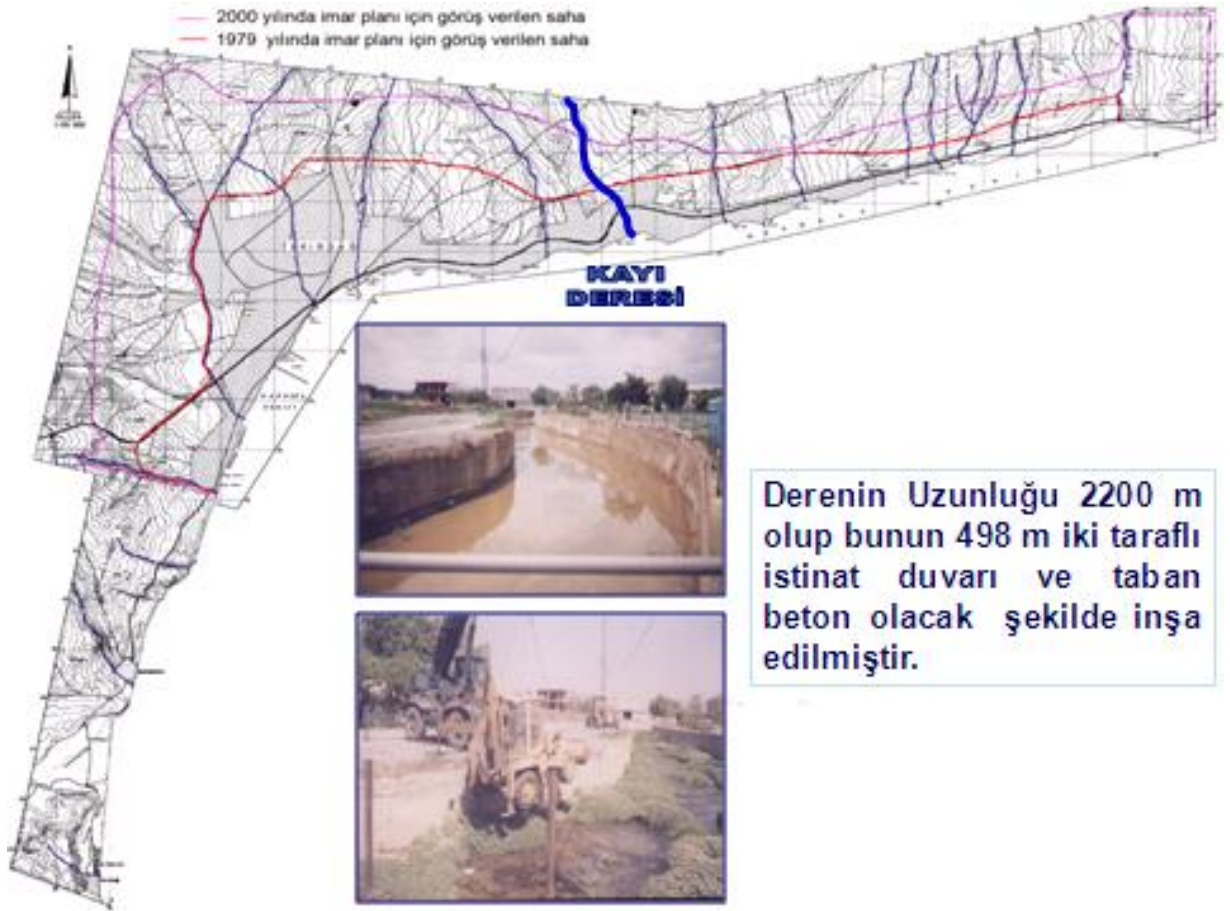 2000 yılında imar planı için görüş verilen saha
1979 yılında imar planı için görüş verilen saha
KAYI
DERESİ
Derenin Uzunluğu 2200 m
olup bunun 498 m iki taraflı
istinat duvarı ve taban
beton olacak şekilde inşa
edilmiştir.